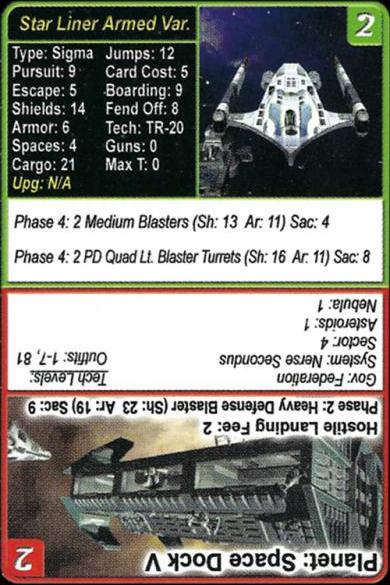 Star Liner Armed Var.
2
Type: Sigma Jumps: 12
Pursuit: 9 Card Cost: 5
Escape: 5 Boarding: 9
Shields: 14 Fend Off: 8
Armor: 6 Tech: TR-20
Spaces: 4 Guns: 0
Cargo: 21 Max T: 0
Upg: N/A
Phase 4: 2 Medium Blasters (Sh: 13 Ar: 11) Sac: 4
Phase 4: 2 PD Quad Lt. Blaster Turrets (Sh: 16 Ar: 11) Sac: 8
Planet: Space Dock V
2
Hostile Landing Fee: 2
Phase 2: Heavy Defense Blaster (Sh: 23 Ar: 19) Sac: 9
Gov: Federation
System: Nerse Secondus
Sector: 4
Asteroids: 1
Nebula: 1
Tech Levels:
Outfits: 1-7, 81